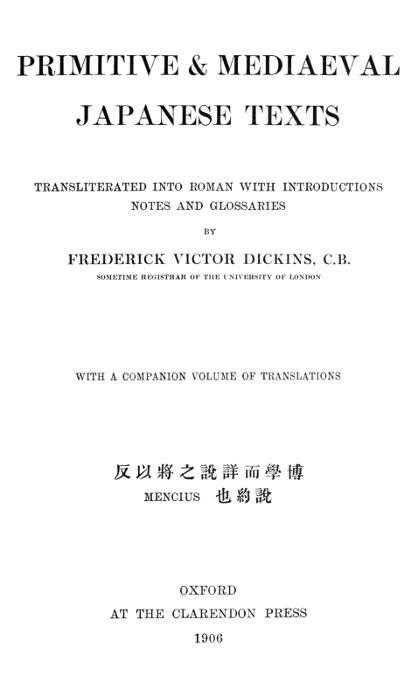 PRIMITIVE & MEDIAEVAL
JAPANESE TEXTS
TRANSLITERATED INTO ROMAN WITH INTRODUCTIONS
NOTES AND GLOSSARIES
BY
FREDERICK VICTOR DICKINS, C.B.
SOMETIME REGISTRAR OF THE UNIVERSITY OF LONDON
WITH A COMPANION VOLUME OF TRANSLATIONS
博學而詳說之將以反
說約也 MENCIUS
OXFORD
AT THE CLARENDON PRESS
1906